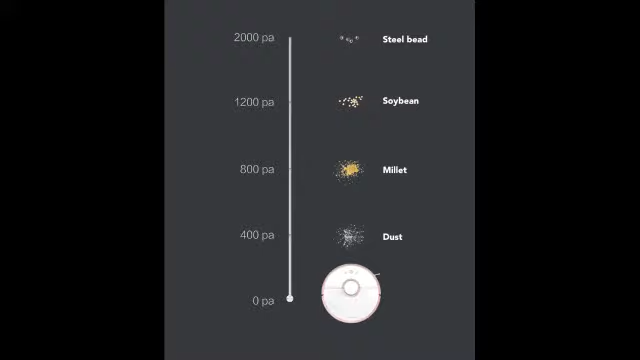 2000 pa Steel bead
1200 pa Soybean
800 pa Millet
400 pa Dust
0 pa